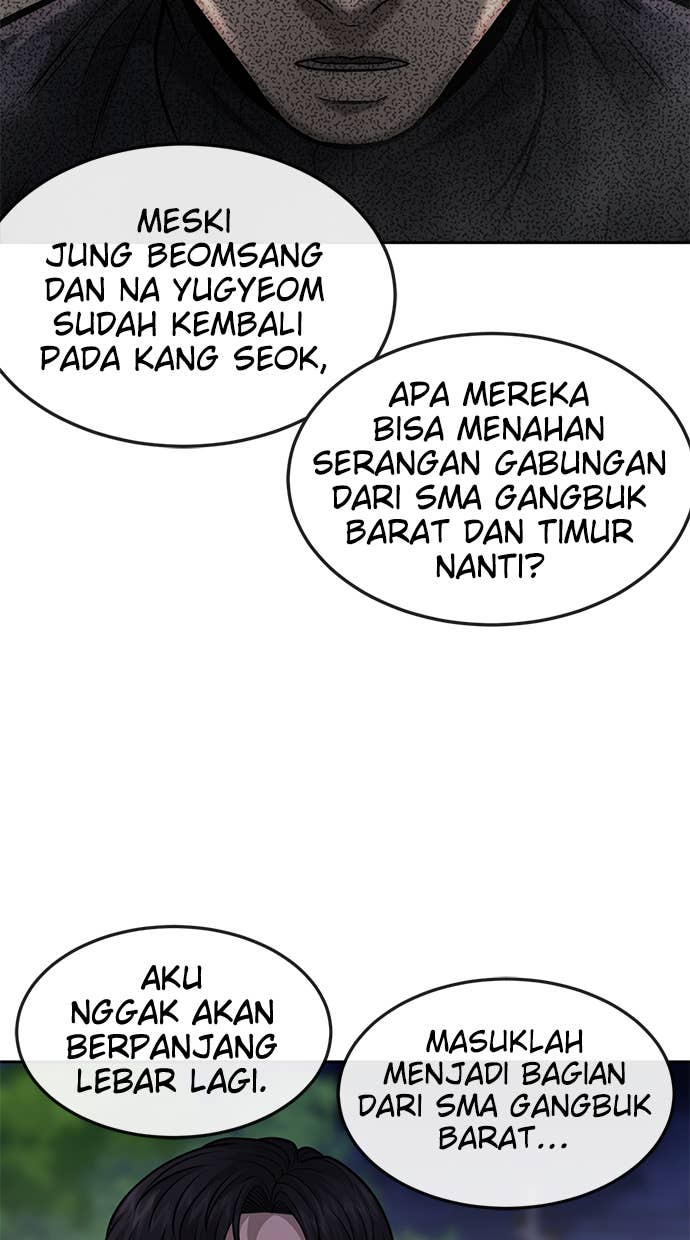 MESKI
JUNG BEOMSANG
DAN NA YUGYEOM
SUDAH KEMBALI
PADA KANG SEOK,
APA MEREKA
BISA MENAHAN
SERANGAN GABUNGAN
DARI SMA GANGBUK
BARAT DAN TIMUR
NANTI?
AKU
NGGAK AKAN
BERPANJANG
LEBAR LAGI.
MASUKLAH
MENJADI BAGIAN
DARI SMA GANGBUK
BARAT...